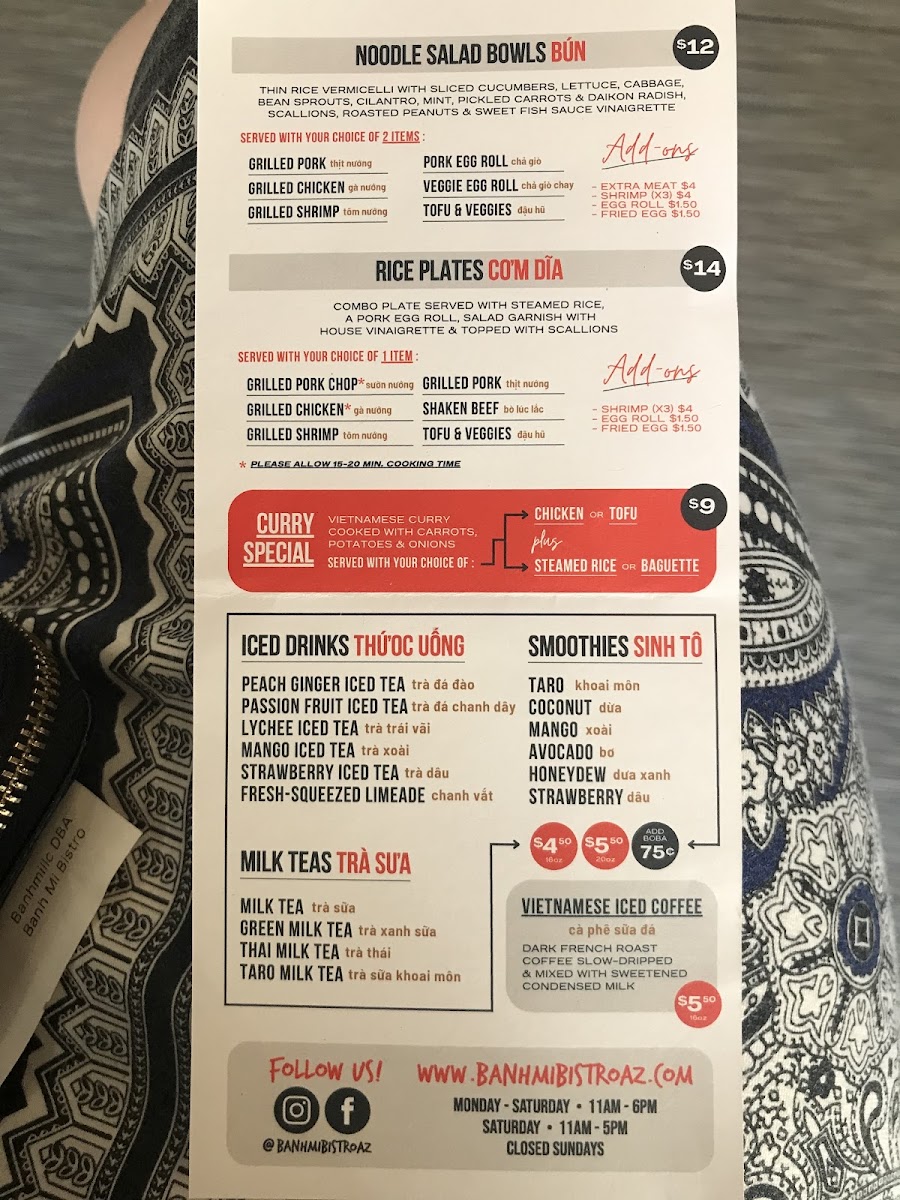 NOODLE SALAD BOWLS BÚN
$12
THIN RICE VERMICELLI WITH SLICED CUCUMBERS, LETTUCE, CABBAGE,
BEAN SPROUTS, CILANTRO, MINT, PICKLED CARROTS & DAIKON RADISH,
SCALLIONS, ROASTED PEANUTS & SWEET FISH SAUCE VINAIGRETTE
SERVED WITH YOUR CHOICE OF 2 ITEMS :
GRILLED PORK thịt nướng
GRILLED CHICKEN gà nướng
GRILLED SHRIMP tôm nướng
PORK EGG ROLL chả giò
VEGGIE EGG ROLL chả giò chay
TOFU & VEGGIES đậu hũ
Add-ons
- EXTRA MEAT $4
- SHRIMP (X3) $4
- EGG ROLL $1.50
- FRIED EGG $1.50
RICE PLATES CƠM DĨA
$14
COMBO PLATE SERVED WITH STEAMED RICE,
A PORK EGG ROLL, SALAD GARNISH WITH
HOUSE VINAIGRETTE & TOPPED WITH SCALLIONS
SERVED WITH YOUR CHOICE OF 1 ITEM :
GRILLED PORK CHOP* sườn nướng
GRILLED CHICKEN* gà nướng
GRILLED SHRIMP tôm nướng
GRILLED PORK thịt nướng
SHAKEN BEEF bò lúc lắc
TOFU & VEGGIES đậu hũ
Add-ons
- SHRIMP (X3) $4
- EGG ROLL $1.50
- FRIED EGG $1.50
* PLEASE ALLOW 15-20 MIN. COOKING TIME
CURRY
SPECIAL
VIETNAMESE CURRY
COOKED WITH CARROTS,
POTATOES & ONIONS
SERVED WITH YOUR CHOICE OF :
CHICKEN OR TOFU
plus
STEAMED RICE OR BAGUETTE
$9
ICED DRINKS THỨƠC UỐNG
PEACH GINGER ICED TEA trà đá đào
PASSION FRUIT ICED TEA trà đá chanh dây
LYCHEE ICED TEA trà trái vãi
MANGO ICED TEA trà xoài
STRAWBERRY ICED TEA trà dâu
FRESH-SQUEEZED LIMEADE chanh vắt
SMOOTHIES SINH TÔ
TARO khoai môn
COCONUT dừa
MANGO xoài
AVOCADO bơ
HONEYDEW dưa xanh
STRAWBERRY dâu
$4 50
16oz
$5 50
20oz
ADD
BOBA
75¢
MILK TEAS TRÀ SỮA
MILK TEA trà sữa
GREEN MILK TEA trà xanh sữa
THAI MILK TEA trà thái
TARO MILK TEA trà sữa khoai môn
VIETNAMESE ICED COFFEE
cà phê sữa đá
DARK FRENCH ROAST
COFFEE SLOW-DRIPPED
& MIXED WITH SWEETENED
CONDENSED MILK
$5 50
16oz
FOLLOW US!
@BANHMIBISTROAZ
WWW.BANHMIBISTROAZ.COM
MONDAY - SATURDAY • 11AM - 6PM
SATURDAY • 11AM - 5PM
CLOSED SUNDAYS
Banhmilic DBA
Banh Mi Bistro